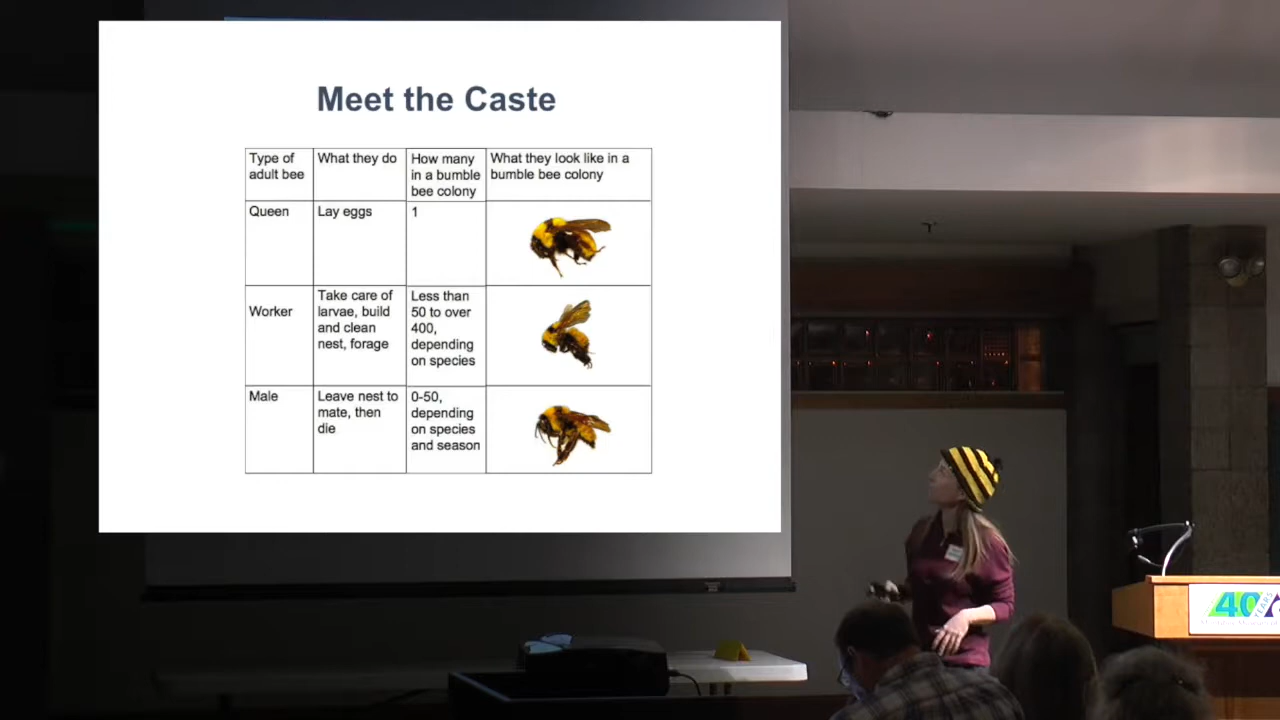 Meet the Caste
Type of
adult bee
What they do
How many
in a bumble
bee colony
What they look like in a
bumble bee colony
Queen
Lay eggs
1
Worker
Take care of
larvae, build
and clean
nest, forage
Less than
50 to over
400,
depending
on species
Male
Leave nest to
mate, then
die
0-50,
depending
on species
and season
40
YEARS